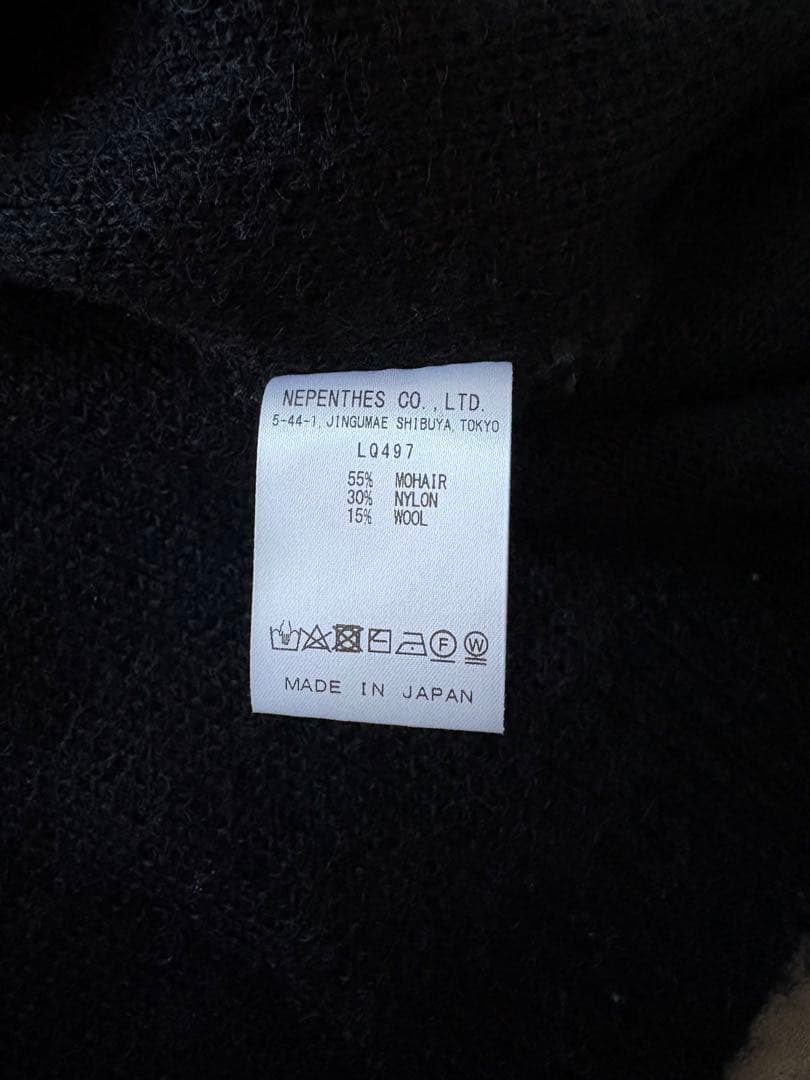 NEPENTHES CO.,LTD.
5-44-1, JINGUMAE SHIBUYA, TOKYO
LQ497
55% MOHAIR
30% NYLON
15% WOOL
F W
MADE IN JAPAN